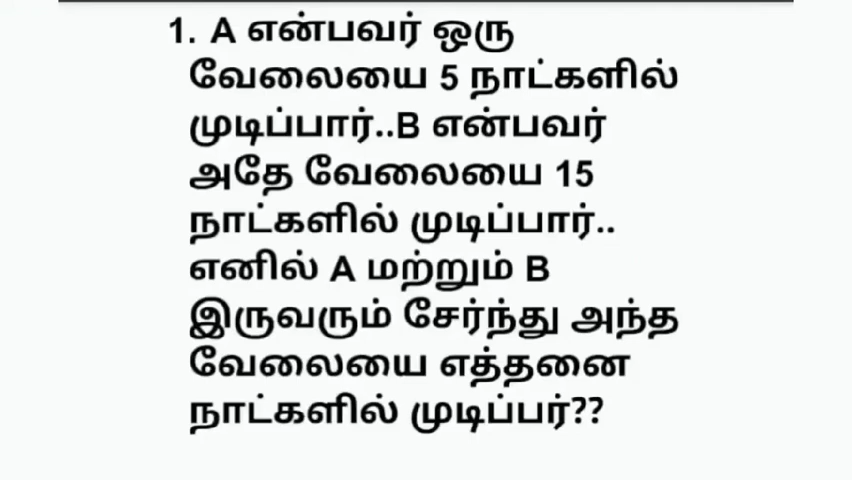 1. A என்பவர் ஒரு
வேலையை 5 நாட்களில்
முடிப்பார்..B என்பவர்
அதே வேலையை 15
நாட்களில் முடிப்பார்..
எனில் A மற்றும் B
இருவரும் சேர்ந்து அந்த
வேலையை எத்தனை
நாட்களில் முடிப்பர்??